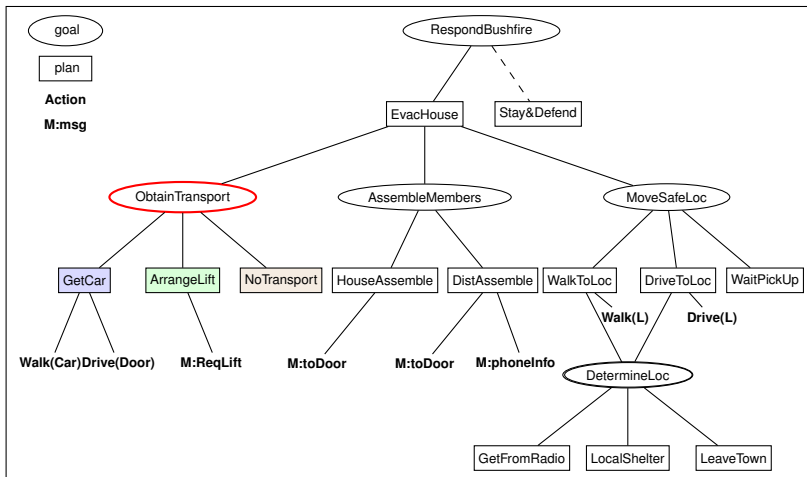 goal
RespondBushfire
plan
Action
M:msg
EvacHouse
Stay&Defend
ObtainTransport
AssembleMembers
MoveSafeLoc
GetCar
ArrangeLift
NoTransport
HouseAssemble
DistAssemble
WalkToLoc
DriveToLoc
WaitPickUp
Walk(L)
Drive(L)
Walk(Car)
Drive(Door)
M:ReqLift
M:toDoor
M:toDoor
M:phoneInfo
DetermineLoc
GetFromRadio
LocalShelter
LeaveTown